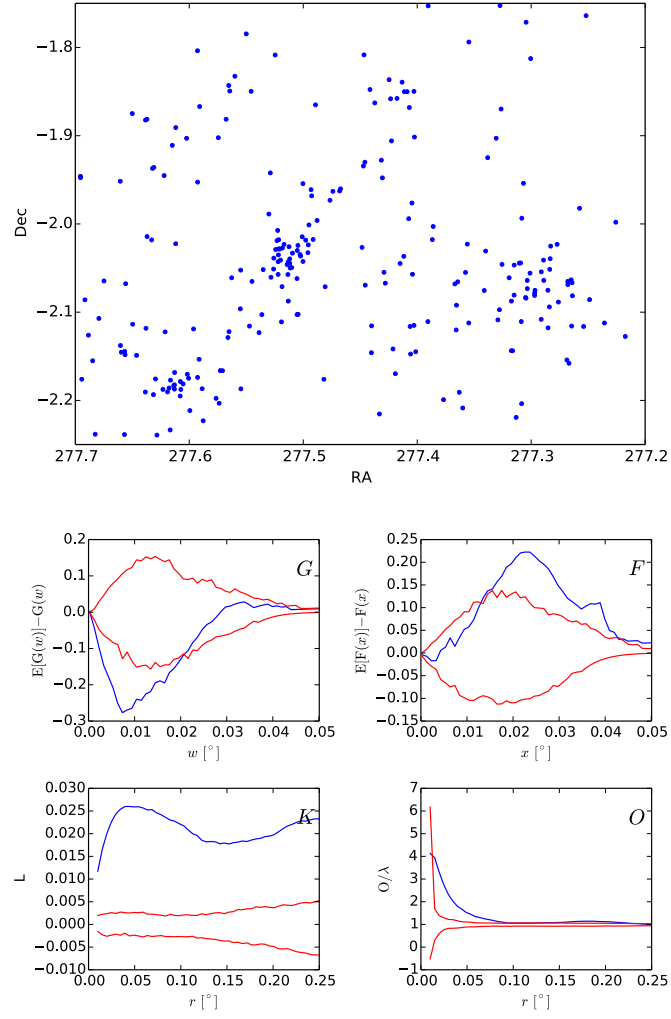 −1.8
−1.9
−2.0
−2.1
−2.2
Dec
277.7 277.6 277.5 277.4 277.3 277.2
RA
0.2
0.1
0.0
−0.1
−0.2
−0.3
E[G(w)]−G(w)
G
0.00 0.01 0.02 0.03 0.04 0.05
w [°]
0.25
0.20
0.15
0.10
0.05
0.00
−0.05
−0.10
−0.15
E[F(x)]−F(x)
F
0.00 0.01 0.02 0.03 0.04 0.05
x [°]
0.030
0.025
0.020
0.015
0.010
0.005
0.000
−0.005
−0.010
L
K
0.00 0.05 0.10 0.15 0.20 0.25
r [°]
7
6
5
4
3
2
1
0
−1
O/λ
O
0.00 0.05 0.10 0.15 0.20 0.25
r [°]